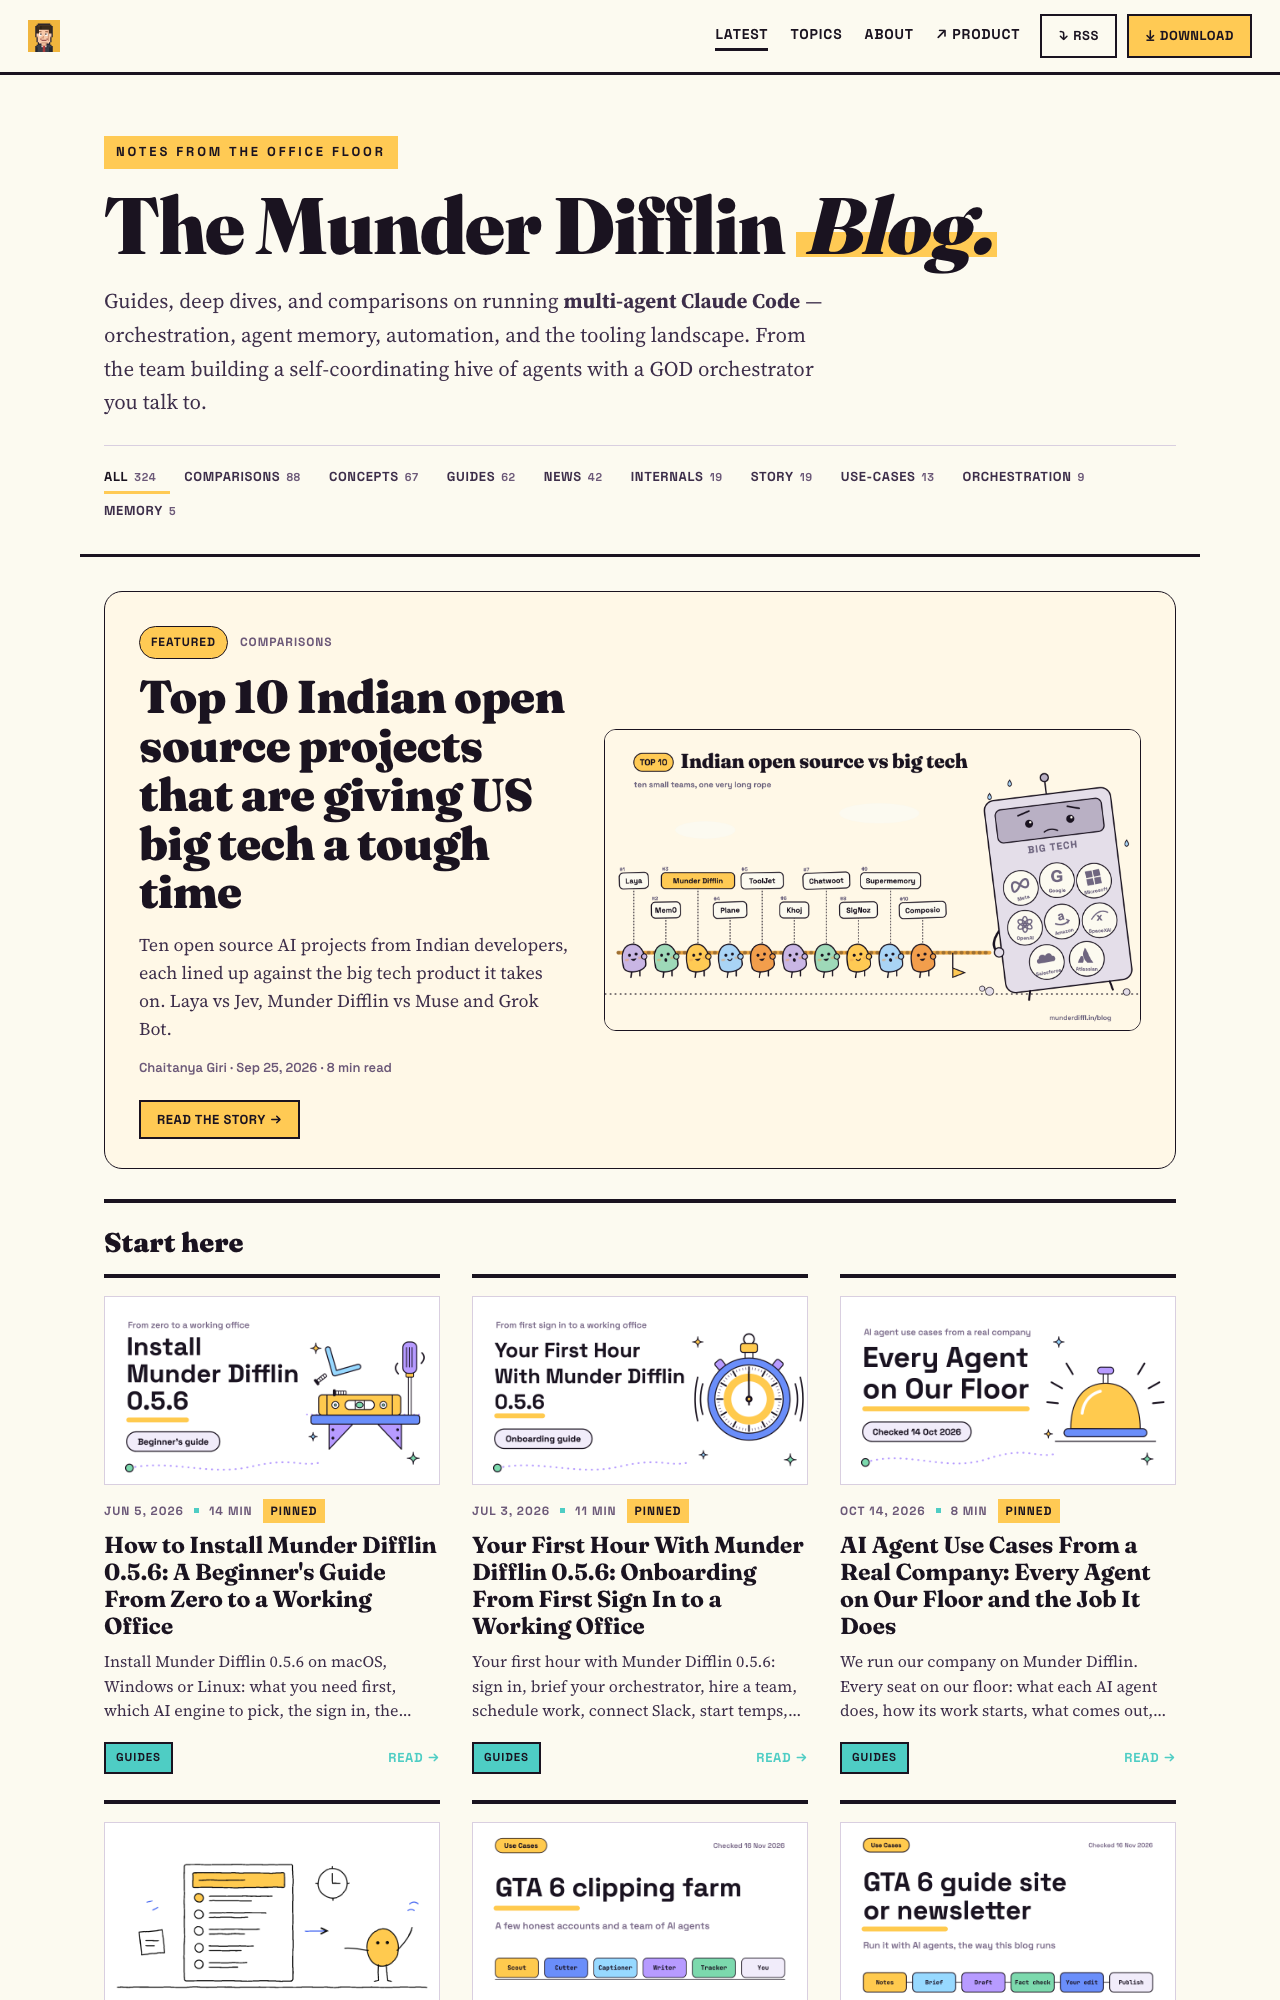 LATEST
TOPICS
ABOUT
↗ PRODUCT
RSS
DOWNLOAD
NOTES FROM THE OFFICE FLOOR
The Munder Difflin Blog.
Guides, deep dives, and comparisons on running multi-agent Claude Code —
orchestration, agent memory, automation, and the tooling landscape. From
the team building a self-coordinating hive of agents with a GOD orchestrator
you talk to.
ALL 324
COMPARISONS 88
CONCEPTS 67
GUIDES 62
NEWS 42
INTERNALS 19
STORY 19
USE-CASES 13
ORCHESTRATION 9
MEMORY 5
FEATURED
COMPARISONS
Top 10 Indian open
source projects
that are giving US
big tech a tough
time
Ten open source AI projects from Indian developers,
each lined up against the big tech product it takes
on. Laya vs Jev, Munder Difflin vs Muse and Grok
Bot.
Chaitanya Giri · Sep 25, 2026 · 8 min read
READ THE STORY →
TOP 10 Indian open source vs big tech
ten small teams, one very long rope
BIG TECH
#1 Laya
Mem0
Munder Difflin
Plane
ToolJet
Khoj
Chatwoot
SigNoz
Supermemory
#10 Composio
Meta
Google
Microsoft
OpenAI
Amazon
SpaceXAI
Salesforce
Atlassian
munderdiffl.in/blog
Start here
From zero to a working office
Install
Munder Difflin
0.5.6
Beginner's guide
JUN 5, 2026
14 MIN
PINNED
How to Install Munder Difflin
0.5.6: A Beginner's Guide
From Zero to a Working
Office
Install Munder Difflin 0.5.6 on macOS,
Windows or Linux: what you need first,
which AI engine to pick, the sign in, the...
GUIDES
READ →
From first sign in to a working office
Your First Hour
With Munder Difflin
0.5.6
Onboarding guide
JUL 3, 2026
11 MIN
PINNED
Your First Hour With Munder
Difflin 0.5.6: Onboarding
From First Sign In to a
Working Office
Your first hour with Munder Difflin 0.5.6:
sign in, brief your orchestrator, hire a team,
schedule work, connect Slack, start temps,...
GUIDES
READ →
AI agent use cases from a real company
Every Agent
on Our Floor
Checked 14 Oct 2026
OCT 14, 2026
8 MIN
PINNED
AI Agent Use Cases From a
Real Company: Every Agent
on Our Floor and the Job It
Does
We run our company on Munder Difflin.
Every seat on our floor: what each AI agent
does, how its work starts, what comes out,...
GUIDES
READ →
Use Cases
Checked 16 Nov 2026
GTA 6 clipping farm
A few honest accounts and a team of AI agents
Scout
Cutter
Captioner
Writer
Tracker
You
Use Cases
Checked 16 Nov 2026
GTA 6 guide site
or newsletter
Run it with AI agents, the way this blog runs
Notes
Brief
Draft
Fact check
Your edit
Publish